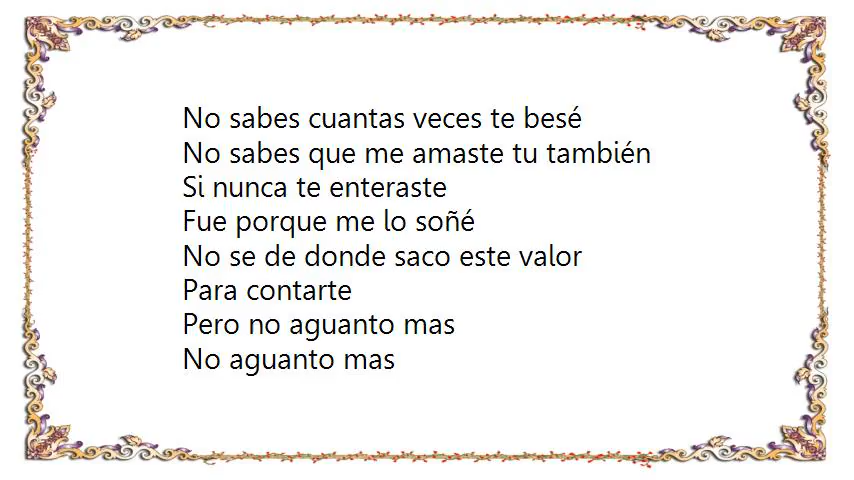 No sabes cuantas veces te besé
No sabes que me amaste tu también
Si nunca te enteraste
Fue porque me lo soñé
No se de donde saco este valor
Para contarte
Pero no aguanto mas
No aguanto mas